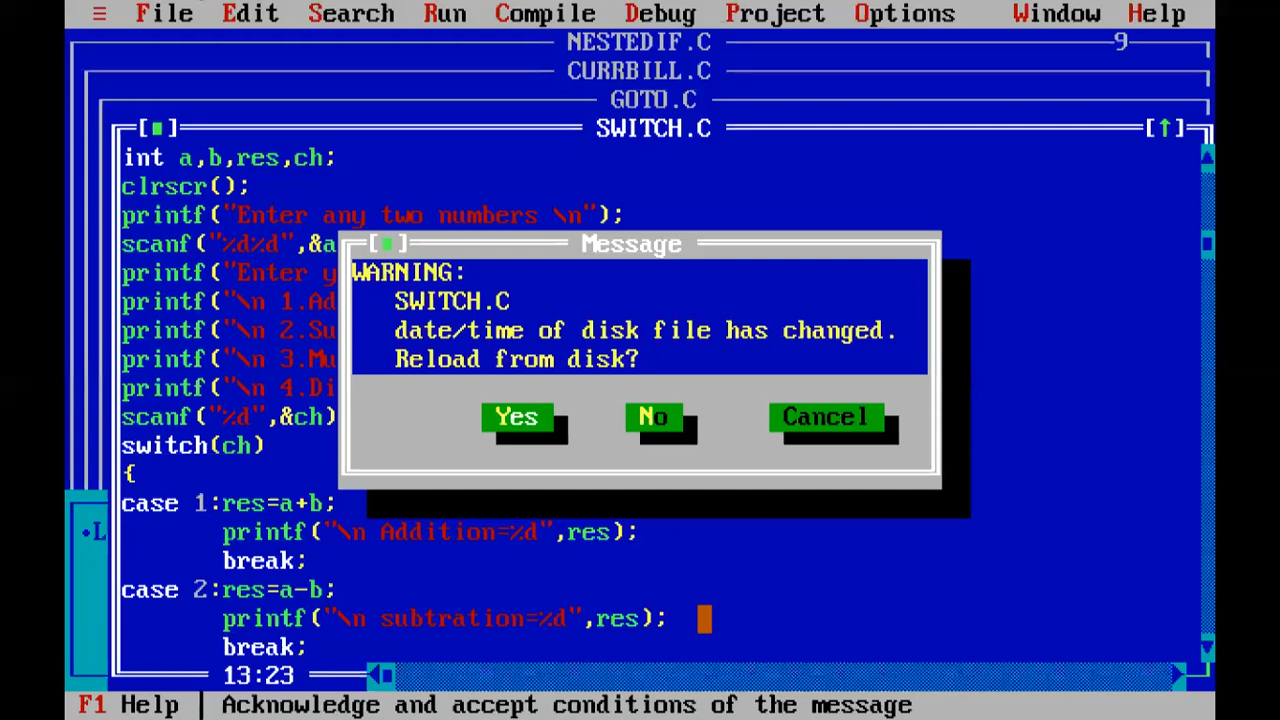 ≡ File Edit Search Run Compile Debug Project Options Window Help
NESTEDIF.C 9
CURRBILL.C
GOTO.C
[■] SWITCH.C [↑]
int a,b,res,ch;
clrscr();
printf("Enter any two numbers \n");
scanf("%d%d",&a
printf("Enter y
printf("\n 1.Ad
printf("\n 2.Su
printf("\n 3.Mu
printf("\n 4.Di
scanf("%d",&ch)
switch(ch)
{
case 1:res=a+b;
printf("\n Addition=%d",res);
break;
case 2:res=a-b;
printf("\n subtration=%d",res);
break;
[■] Message
WARNING:
SWITCH.C
date/time of disk file has changed.
Reload from disk?
Yes No Cancel
•L
13:23
F1 Help | Acknowledge and accept conditions of the message